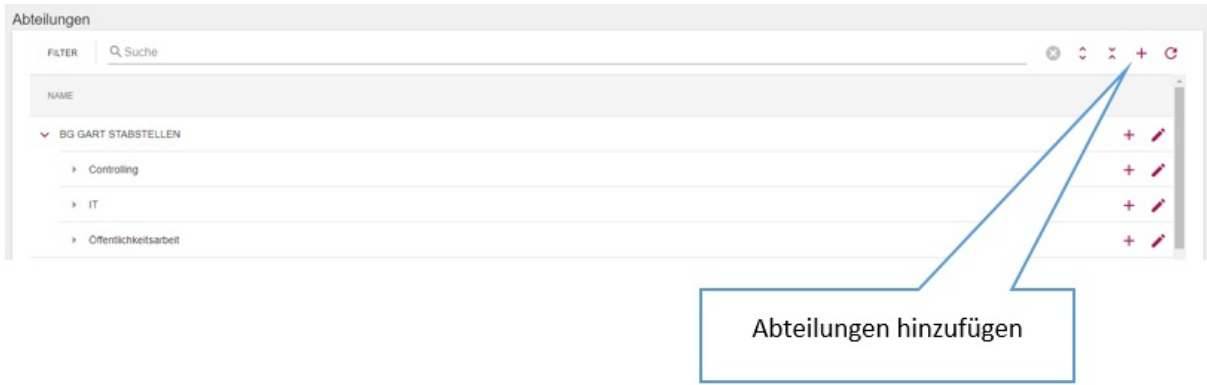 Abteilungen
FILTER Suche
NAME
BG GART STABSTELLEN
Controlling
IT
Öffentlichkeitsarbeit
Abteilungen hinzufügen